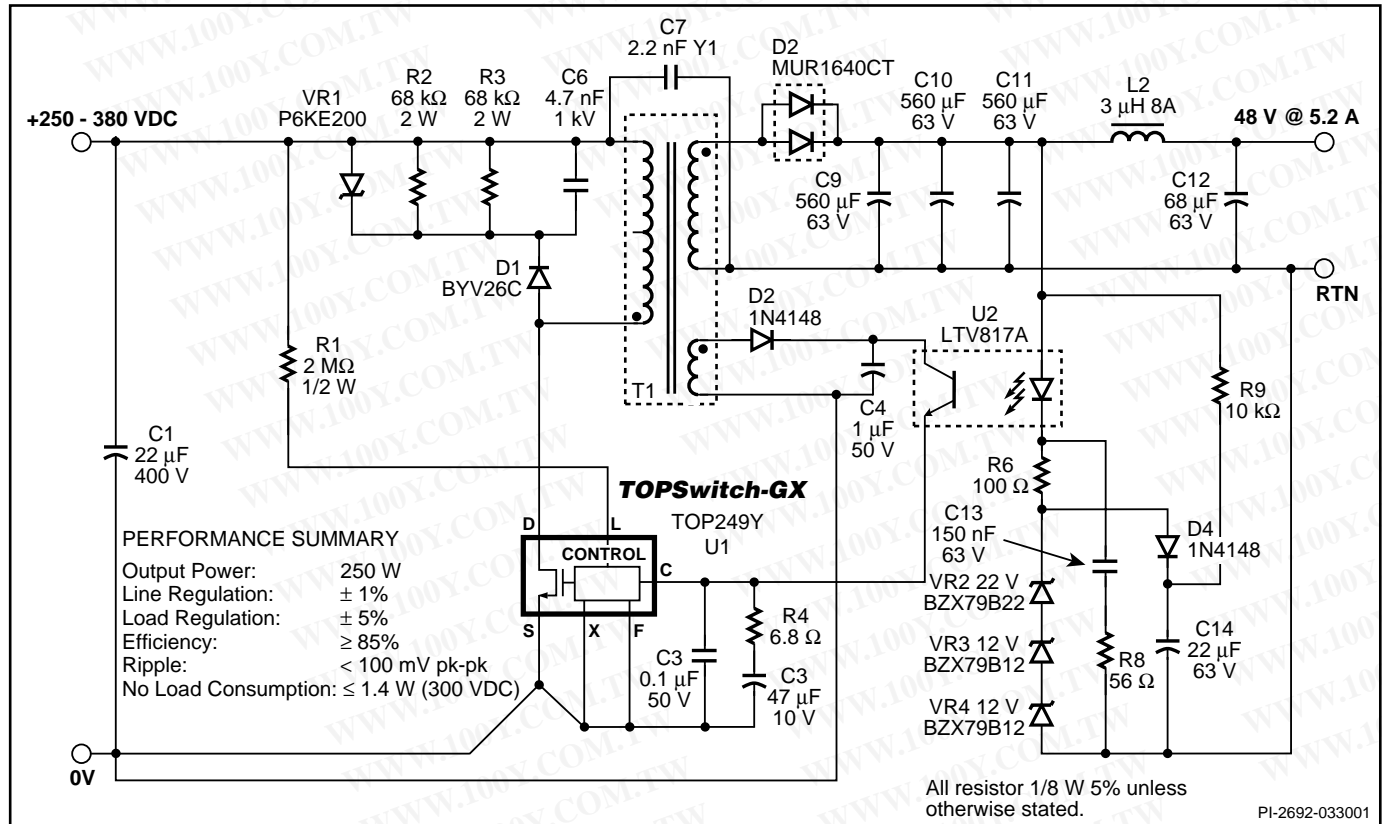 C7
2.2 nF Y1
D2
MUR1640CT
C10
560 µF
63 V
C11
560 µF
63 V
L2
3 µH 8A
R2
68 kΩ
2 W
R3
68 kΩ
2 W
C6
4.7 nF
1 kV
VR1
P6KE200
+250 - 380 VDC
48 V @ 5.2 A
C9
560 µF
63 V
C12
68 µF
63 V
D1
BYV26C
RTN
D2
1N4148
U2
LTV817A
R1
2 MΩ
1/2 W
T1
R9
10 kΩ
C4
1 µF
50 V
C1
22 µF
400 V
R6
100 Ω
TOPSwitch-GX
TOP249Y
U1
D
L
CONTROL
C
S
X
F
C13
150 nF
63 V
D4
1N4148
PERFORMANCE SUMMARY
Output Power: 250 W
Line Regulation: ± 1%
Load Regulation: ± 5%
Efficiency: ≥ 85%
Ripple: < 100 mV pk-pk
No Load Consumption: ≤ 1.4 W (300 VDC)
R4
6.8 Ω
C3
0.1 µF
50 V
C3
47 µF
10 V
VR2 22 V
BZX79B22
VR3 12 V
BZX79B12
VR4 12 V
BZX79B12
R8
56 Ω
C14
22 µF
63 V
0V
All resistor 1/8 W 5% unless
otherwise stated.
PI-2692-033001
WWW.100Y.COM.TW